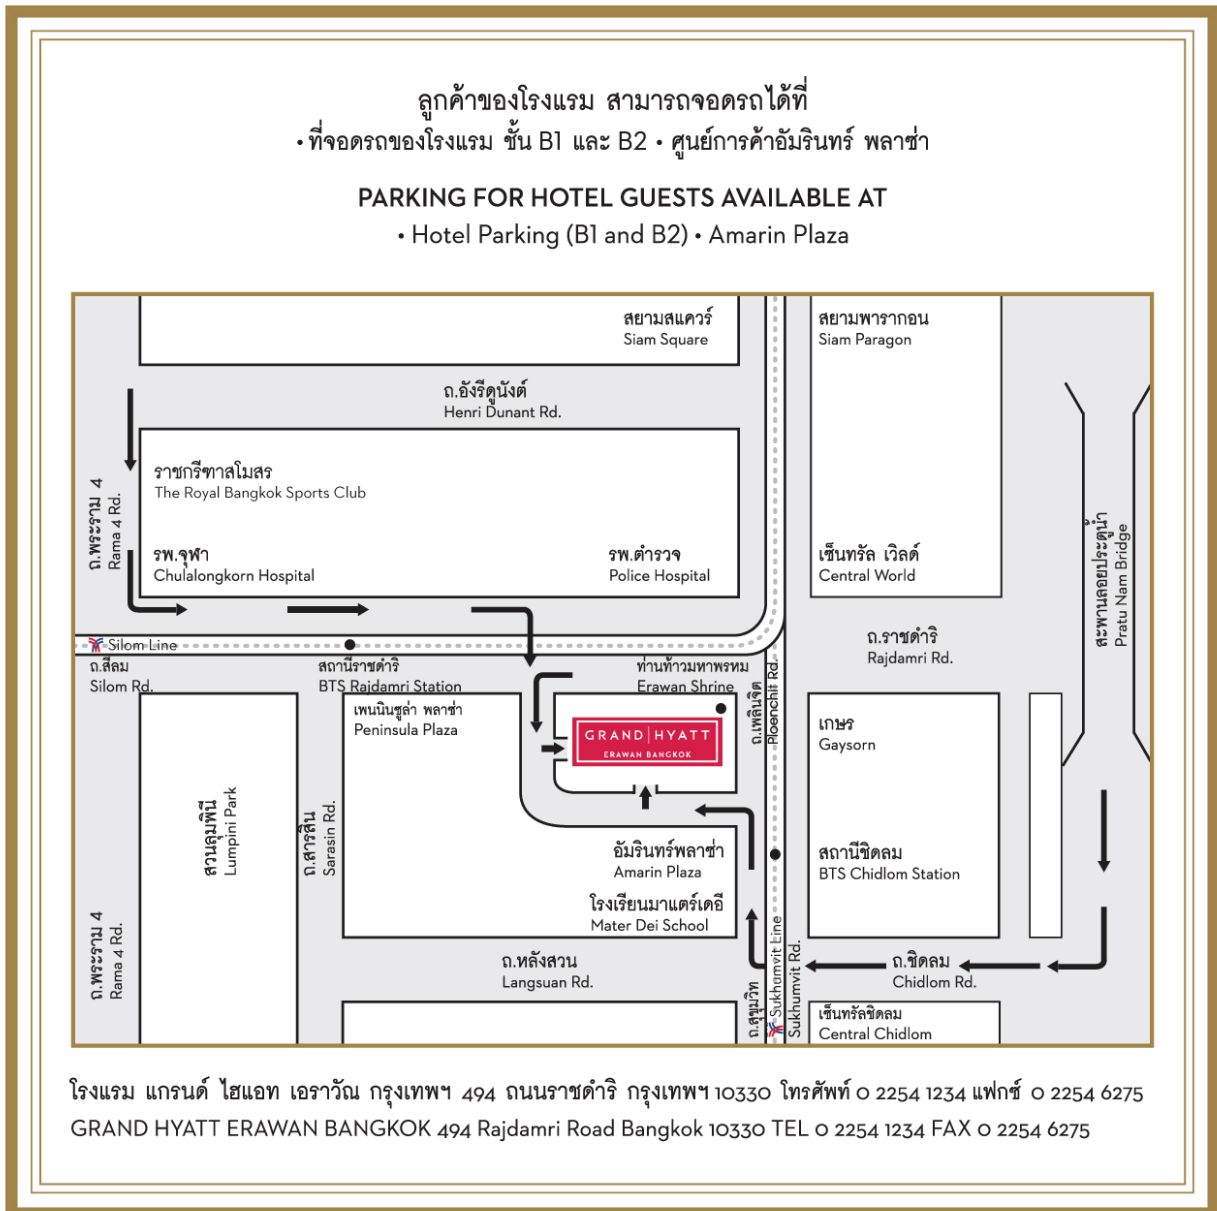 ลูกค้าของโรงแรม สามารถจอดรถได้ที่
• ที่จอดรถของโรงแรม ชั้น B1 และ B2 • ศูนย์การค้าอัมรินทร์ พลาซ่า
PARKING FOR HOTEL GUESTS AVAILABLE AT
• Hotel Parking (B1 and B2) • Amarin Plaza
สยามสแควร์
Siam Square
สยามพารากอน
Siam Paragon
ถ.อังรีดูนังต์
Henri Dunant Rd.
ราชกรีฑาสโมสร
The Royal Bangkok Sports Club
ถ.พระราม 4
Rama 4 Rd.
รพ.จุฬา
Chulalongkorn Hospital
รพ.ตำรวจ
Police Hospital
เซ็นทรัล เวิลด์
Central World
สะพานลอยประตูน้ำ
Pratu Nam Bridge
ถ.ราชดำริ
Rajdamri Rd.
Silom Line
ถ.สีลม
Silom Rd.
สถานีราชดำริ
BTS Rajdamri Station
ท่านท้าวมหาพรหม
Erawan Shrine
เพนนินซูล่า พลาซ่า
Peninsula Plaza
GRAND HYATT
ERAWAN BANGKOK
ถ.เพลินจิต
Ploenchit Rd.
เกษร
Gaysorn
สวนลุมพินี
Lumpini Park
ถ.สารสิน
Sarasin Rd.
อัมรินทร์พลาซ่า
Amarin Plaza
สถานีชิดลม
BTS Chidlom Station
โรงเรียนมาแตร์เดอี
Mater Dei School
ถ.พระราม 4
Rama 4 Rd.
ถ.หลังสวน
Langsuan Rd.
ถ.สุขุมวิท
Sukhumvit Line
Sukhumvit Rd.
ถ.ชิดลม
Chidlom Rd.
เซ็นทรัลชิดลม
Central Chidlom
โรงแรม แกรนด์ ไฮแอท เอราวัณ กรุงเทพฯ 494 ถนนราชดำริ กรุงเทพฯ 10330 โทรศัพท์ 0 2254 1234 แฟกซ์ 0 2254 6275
GRAND HYATT ERAWAN BANGKOK 494 Rajdamri Road Bangkok 10330 TEL 0 2254 1234 FAX 0 2254 6275